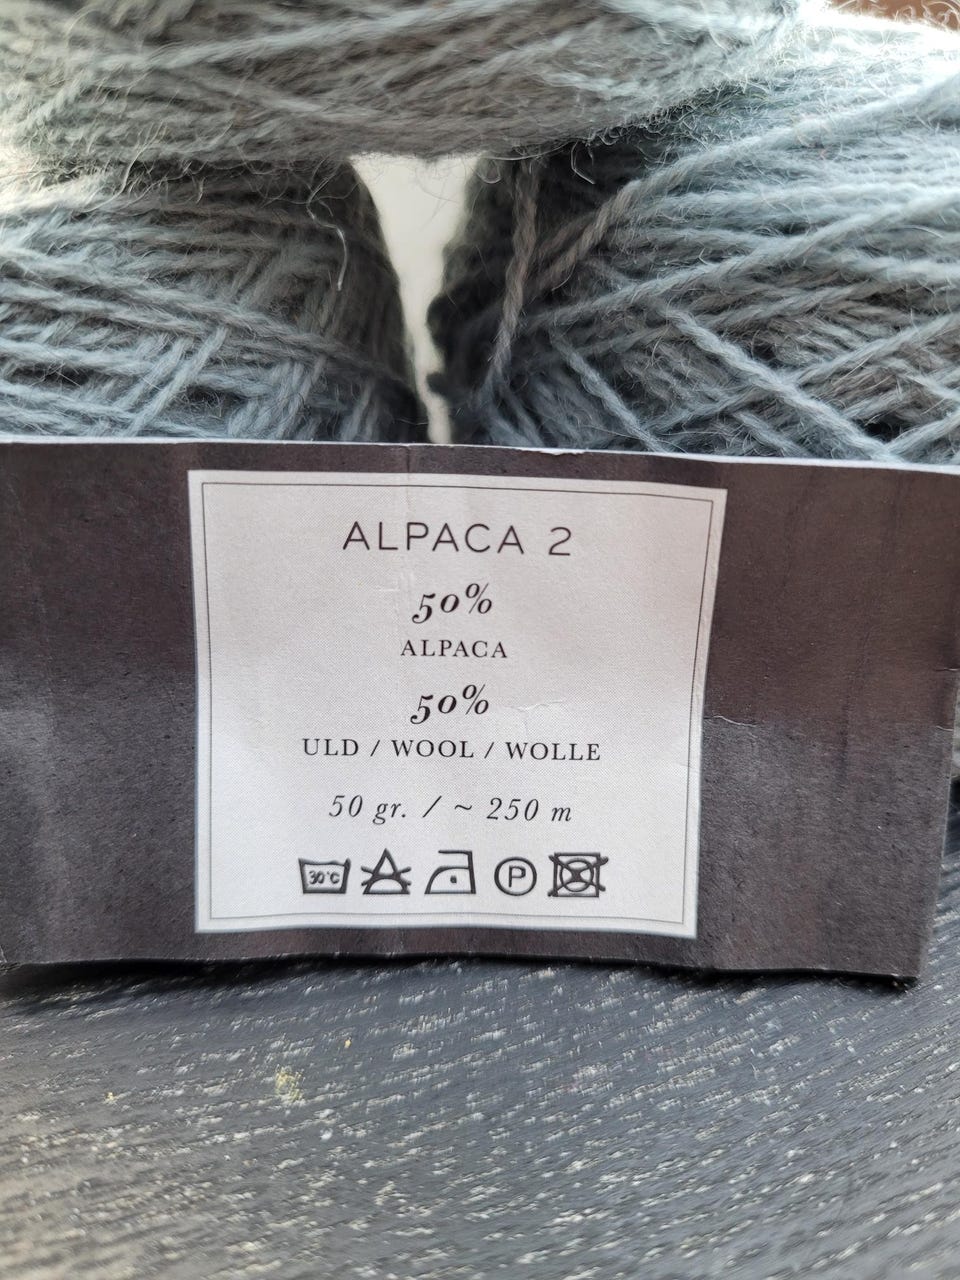 ALPACA 2
50%
ALPACA
50%
ULD / WOOL / WOLLE
50 gr. / ~ 250 m
30°C P